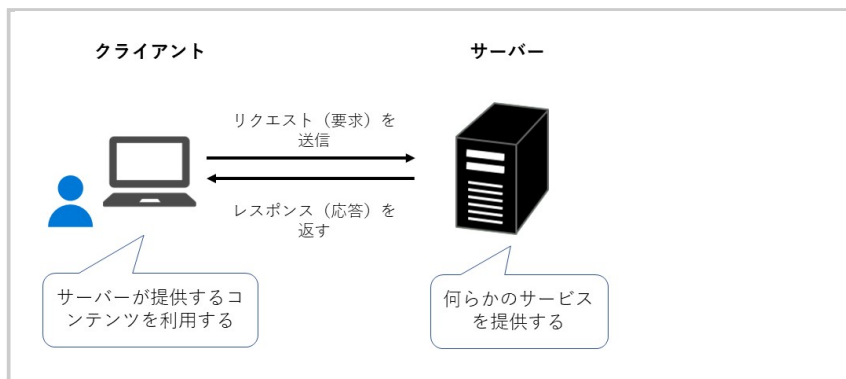 クライアント
サーバー
リクエスト（要求）を
送信
レスポンス（応答）を
返す
サーバーが提供するコ
ンテンツを利用する
何らかのサービス
を提供する